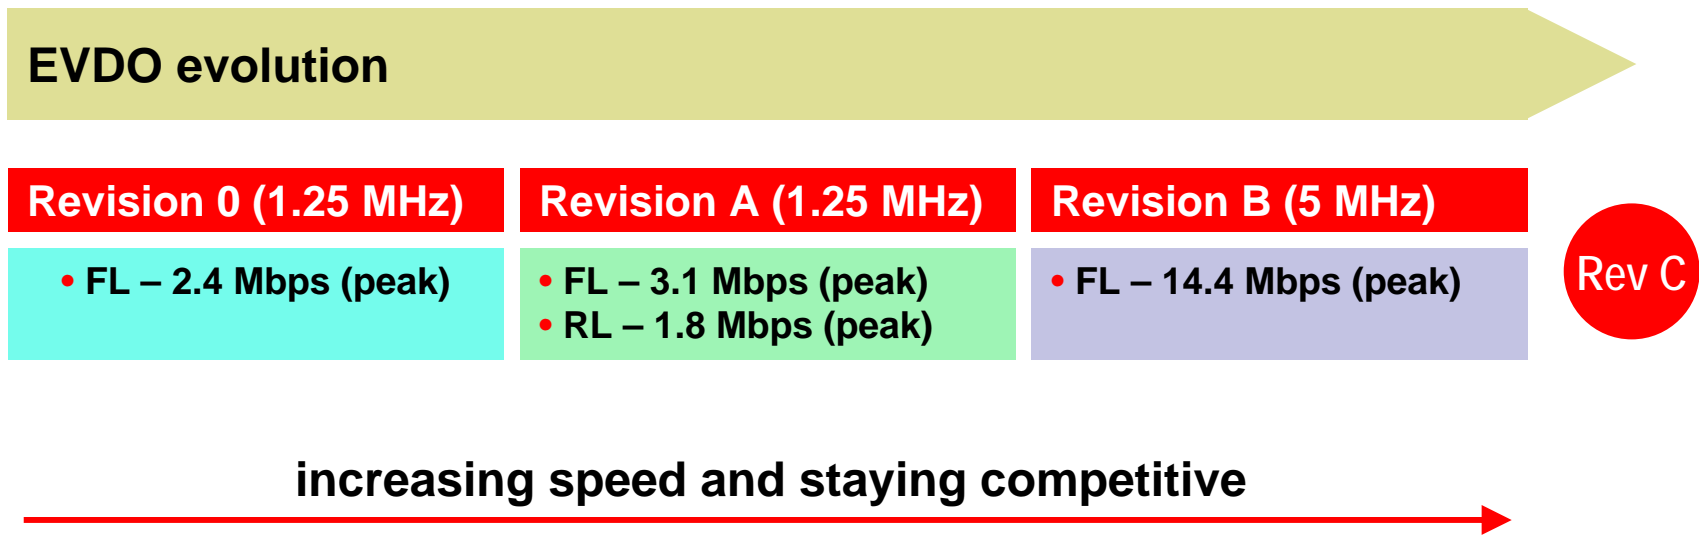 EVDO evolution
Revision 0 (1.25 MHz)
• FL – 2.4 Mbps (peak)
Revision A (1.25 MHz)
• FL – 3.1 Mbps (peak)
• RL – 1.8 Mbps (peak)
Revision B (5 MHz)
• FL – 14.4 Mbps (peak)
Rev C
increasing speed and staying competitive